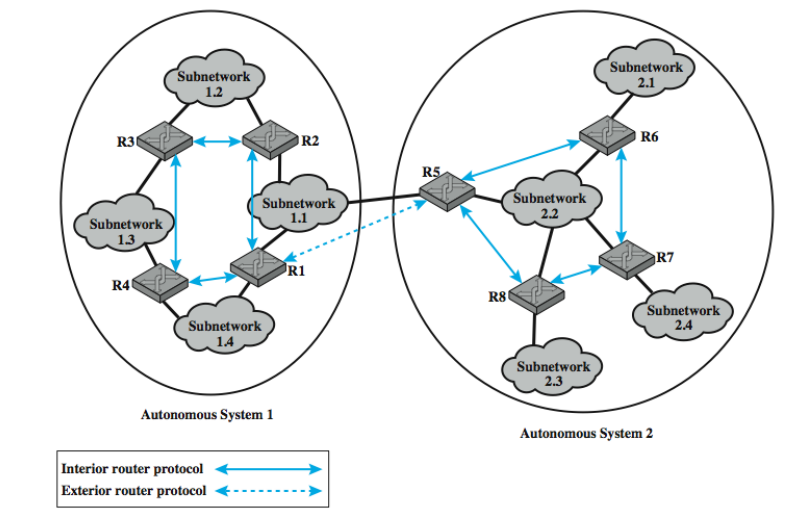 Subnetwork
1.2
R3
R2
Subnetwork
1.1
Subnetwork
1.3
R4
R1
Subnetwork
1.4
Autonomous System 1
Subnetwork
2.1
R6
R5
Subnetwork
2.2
R7
R8
Subnetwork
2.4
Subnetwork
2.3
Autonomous System 2
Interior router protocol
Exterior router protocol